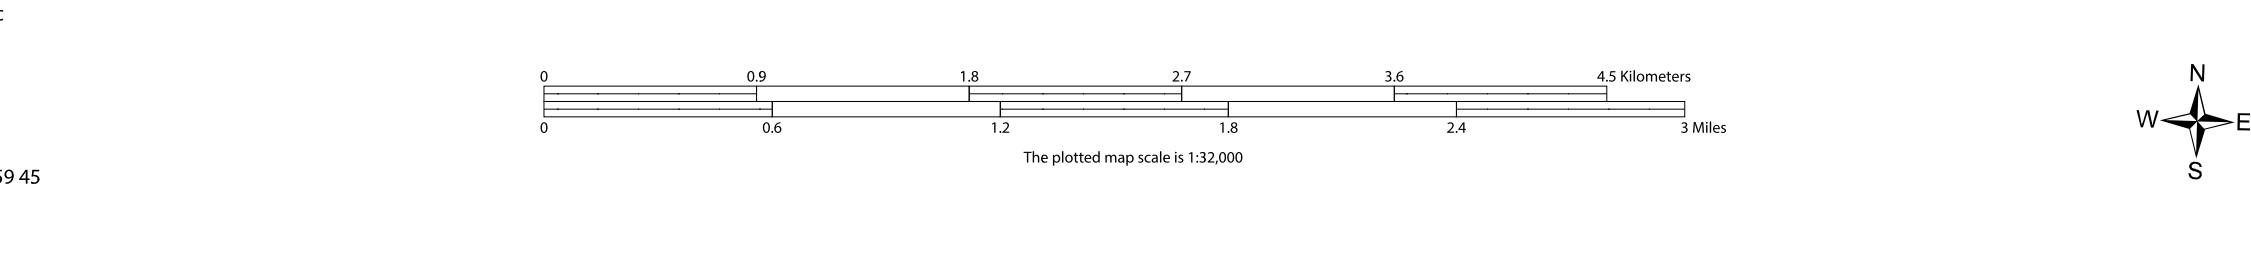 0 0.9 1.8 2.7 3.6 4.5 Kilometers
0 0.6 1.2 1.8 2.4 3 Miles
The plotted map scale is 1:32,000
N
W E
S
59 45